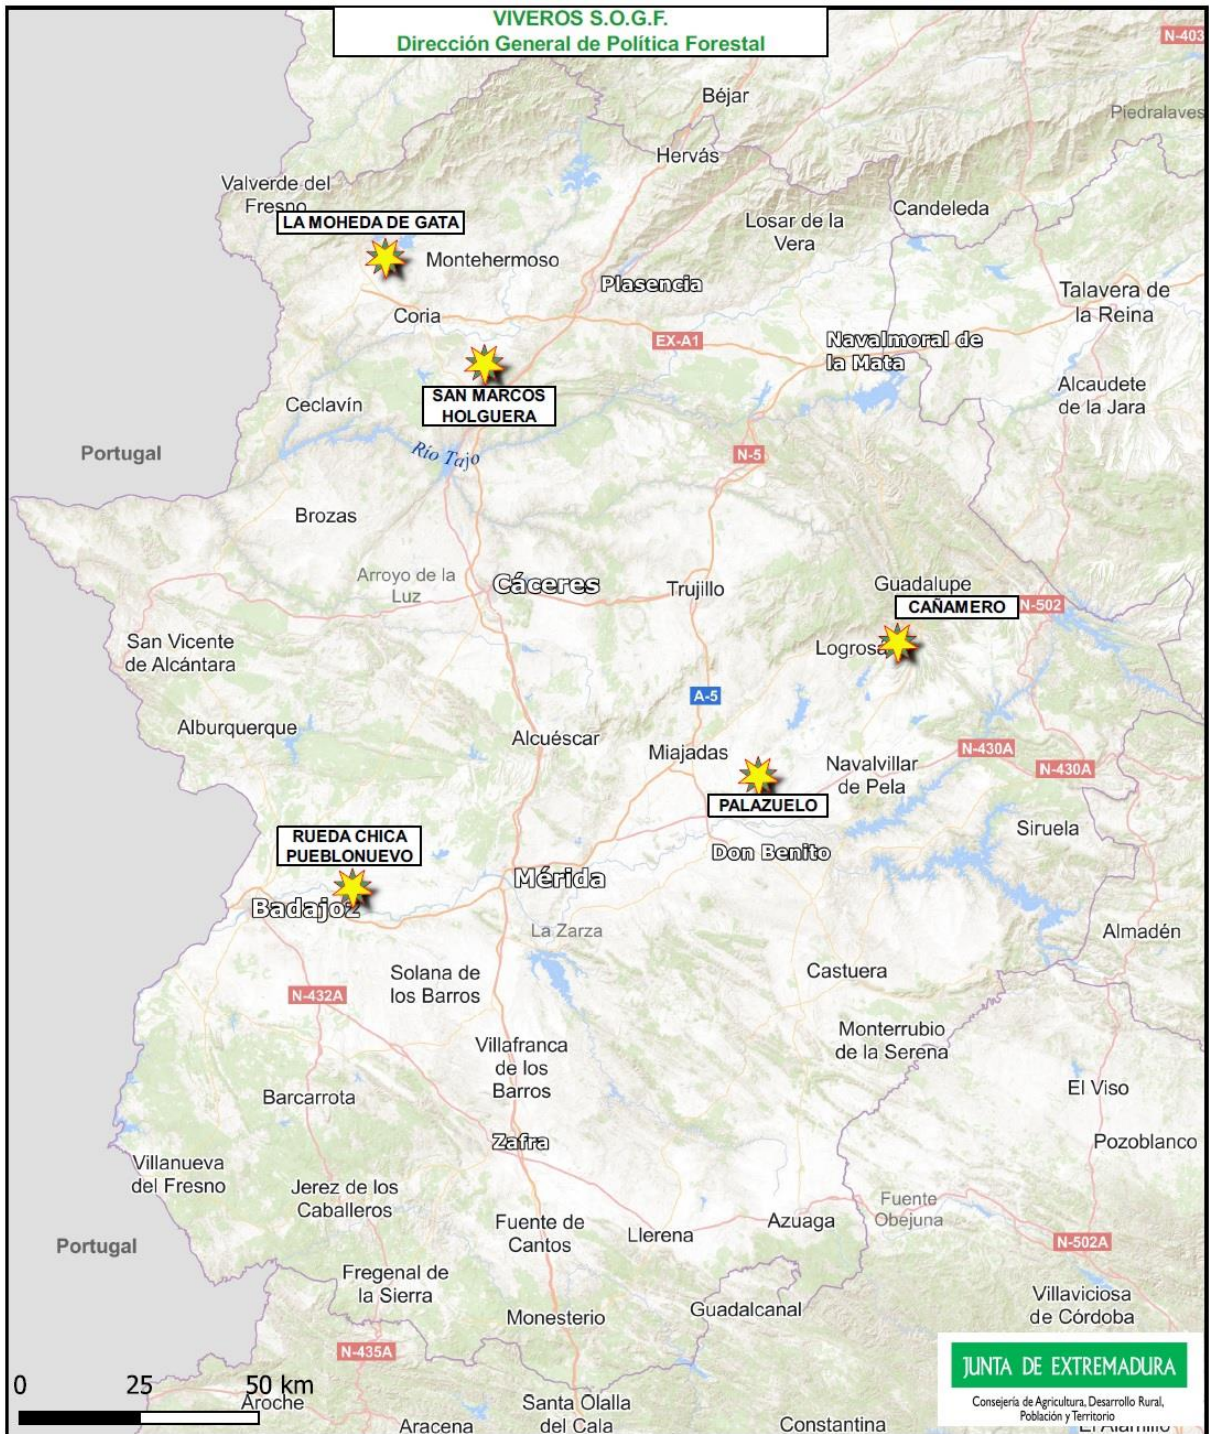 VIVEROS S.O.G.F.
Dirección General de Política Forestal
N-403
Béjar
Piedralaves
Hervás
Valverde del
Fresno
Candeleda
LA MOHEDA DE GATA
Losar de la
Vera
Montehermoso
Plasencia
Talavera de
la Reina
Coria
EX-A1
Navalmoral de
la Mata
SAN MARCOS
HOLGUERA
Ceclavín
Alcaudete
de la Jara
Portugal
Río Tajo
N-5
Brozas
Arroyo de la
Luz
Cáceres
Trujillo
Guadalupe
CAÑAMERO
N-502
San Vicente
de Alcántara
Logrosá
A-5
Alburquerque
Alcuéscar
Miajadas
N-430A
Navalvillar
de Pela
N-430A
PALAZUELO
Siruela
RUEDA CHICA
PUEBLONUEVO
Don Benito
Mérida
Badajoz
La Zarza
Almadén
Solana de
los Barros
Castuera
N-432A
Monterrubio
de la Serena
Villafranca
de los
Barros
Barcarrota
El Viso
Zafra
Pozoblanco
Villanueva
del Fresno
Jerez de los
Caballeros
Fuente
Obejuna
Fuente de
Cantos
Llerena
Azuaga
Portugal
N-502A
Fregenal de
la Sierra
Villaviciosa
de Córdoba
Monesterio
Guadalcanal
N-435A
JUNTA DE EXTREMADURA
0 25 50 km
Aroche
Consejería de Agricultura, Desarrollo Rural,
Población y Territorio
Santa Olalla
del Cala
Aracena
Constantina
El Alamillo